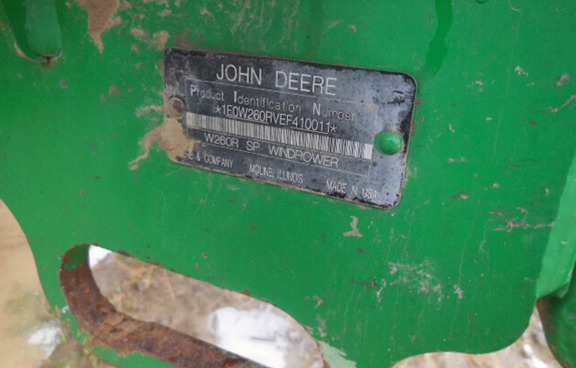 JOHN DEERE
Product Identification Number
*1E0W260RVEF410011*
W260R SP WINDROWER
& COMPANY MOLINE, ILLINOIS MADE IN USA